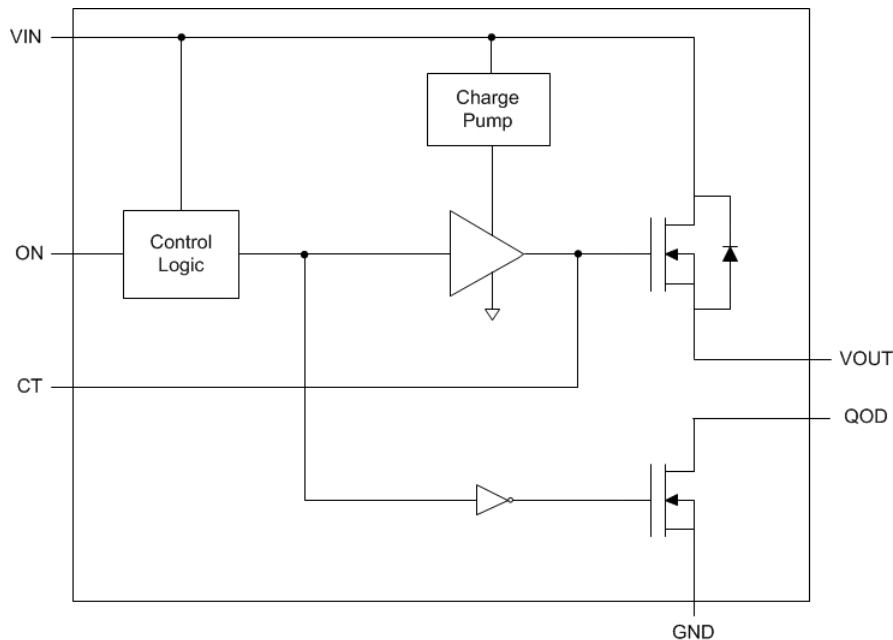 VIN
Charge
Pump
ON
Control
Logic
VOUT
CT
QOD
GND